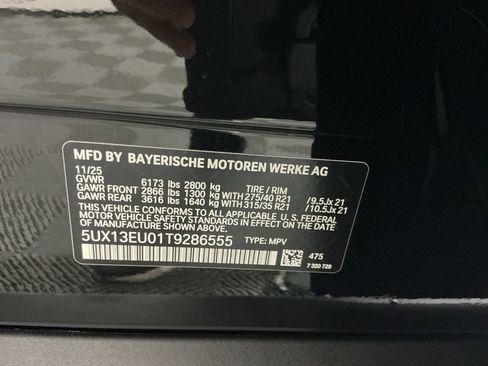 MFD BY BAYERISCHE MOTOREN WERKE AG
11/25
GVWR 6173 lbs 2800 kg TIRE / RIM
GAWR FRONT 2866 lbs 1300 kg WITH 275/40 R21 /9.5Jx 21
GAWR REAR 3616 lbs 1640 kg WITH 315/35 R21 /10.5Jx 21
THIS VEHICLE CONFORMS TO ALL APPLICABLE U. S. FEDERAL
MOTOR VEHICLE SAFETY STANDARDS IN EFFECT
ON THE DATE OF MANUFACTURE SHOWN ABOVE.
5UX13EU01T9286555 TYPE: MPV
475
7 320 720